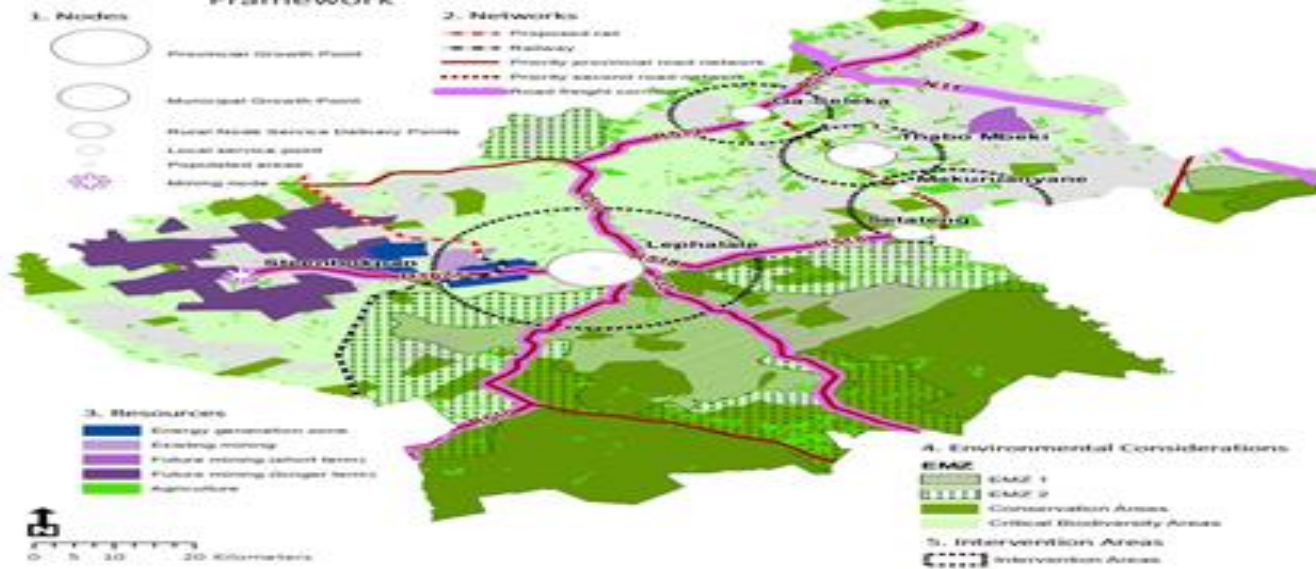 Framework
1. Nodes
Provincial Growth Point
Municipal Growth Point
Rural Node Service Delivery Points
Local service point
Populated areas
Mining node
2. Networks
Proposed rail
Railway
Priority provincial road network
Priority second road network
Road freight corridor
N11
Ga-Seleka
Thabo Mbeki
Setateng
Lephalale
Steenbokpan
3. Resources
Energy generation zone
Existing mining
Future mining (short term)
Future mining (longer term)
Agriculture
N
0 5 10 20 Kilometers
4. Environmental Considerations
EMZ
EMZ 1
EMZ 2
Conservation Areas
Critical Biodiversity Areas
5. Intervention Areas
Intervention Areas